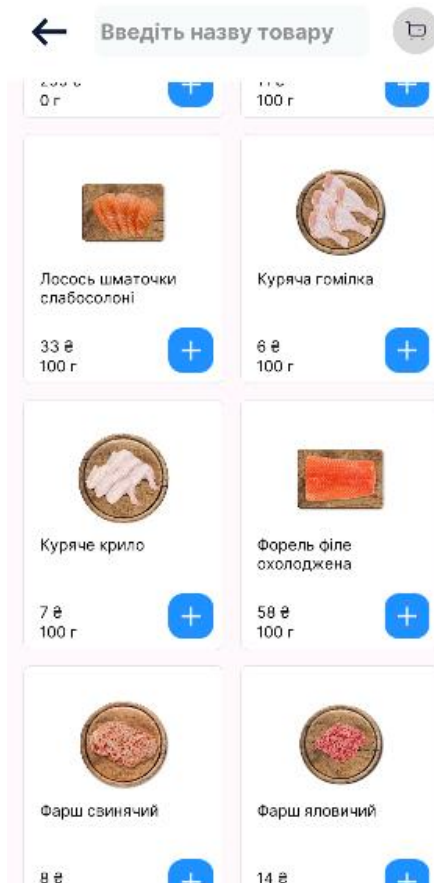 Введіть назву товару
0 г
100 г
Лосось шматочки
слабосолоні
33 ₴
100 г
Куряча гомілка
6 ₴
100 г
Куряче крило
7 ₴
100 г
Форель філе
охолоджена
58 ₴
100 г
Фарш свинячий
8 ₴
Фарш яловичий
14 ₴